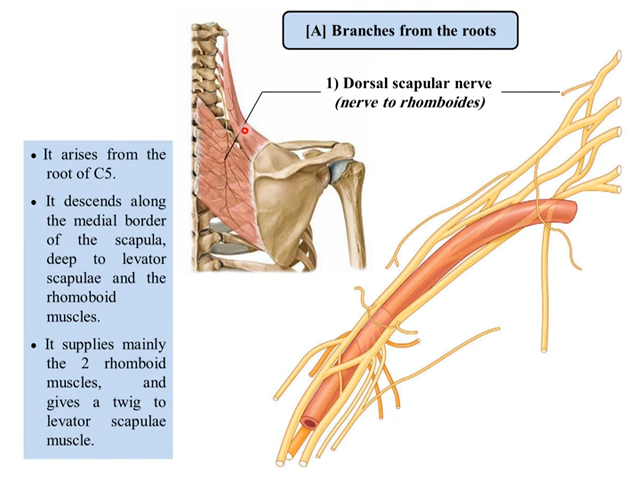 [A] Branches from the roots
1) Dorsal scapular nerve
(nerve to rhomboides)
• It arises from the
root of C5.
• It descends along
the medial border
of the scapula,
deep to levator
scapulae and the
rhomoboid
muscles.
• It supplies mainly
the 2 rhomboid
muscles, and
gives a twig to
levator scapulae
muscle.